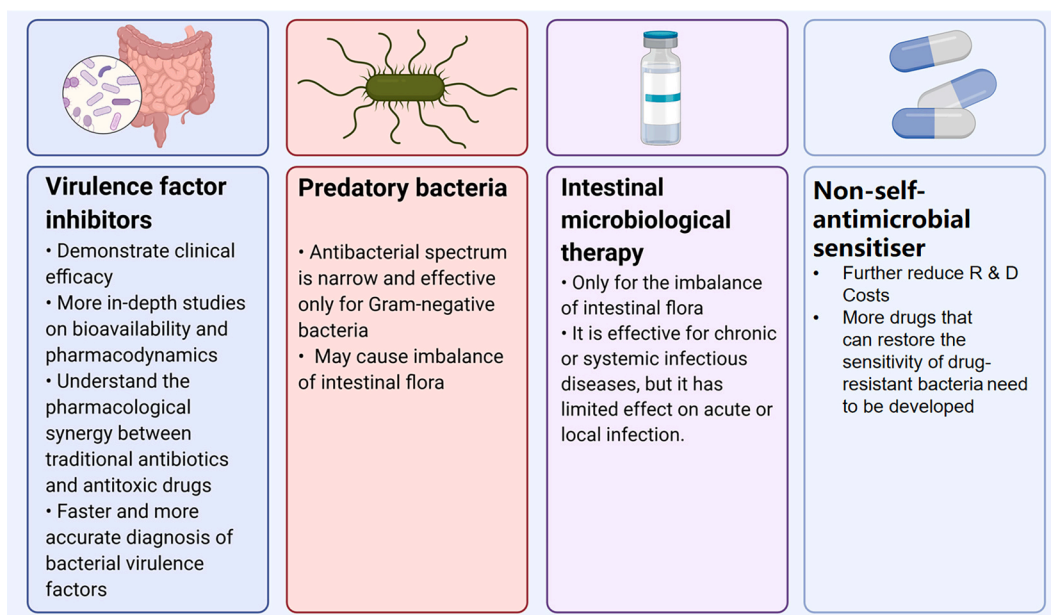 Virulence factor
inhibitors
• Demonstrate clinical
efficacy
• More in-depth studies
on bioavailability and
pharmacodynamics
• Understand the
pharmacological
synergy between
traditional antibiotics
and antitoxic drugs
• Faster and more
accurate diagnosis of
bacterial virulence
factors
Predatory bacteria
• Antibacterial spectrum
is narrow and effective
only for Gram-negative
bacteria
• May cause imbalance
of intestinal flora
Intestinal
microbiological
therapy
• Only for the imbalance
of intestinal flora
• It is effective for chronic
or systemic infectious
diseases, but it has
limited effect on acute or
local infection.
Non-self-
antimicrobial
sensitiser
• Further reduce R & D
Costs
• More drugs that
can restore the
sensitivity of drug-
resistant bacteria need
to be developed